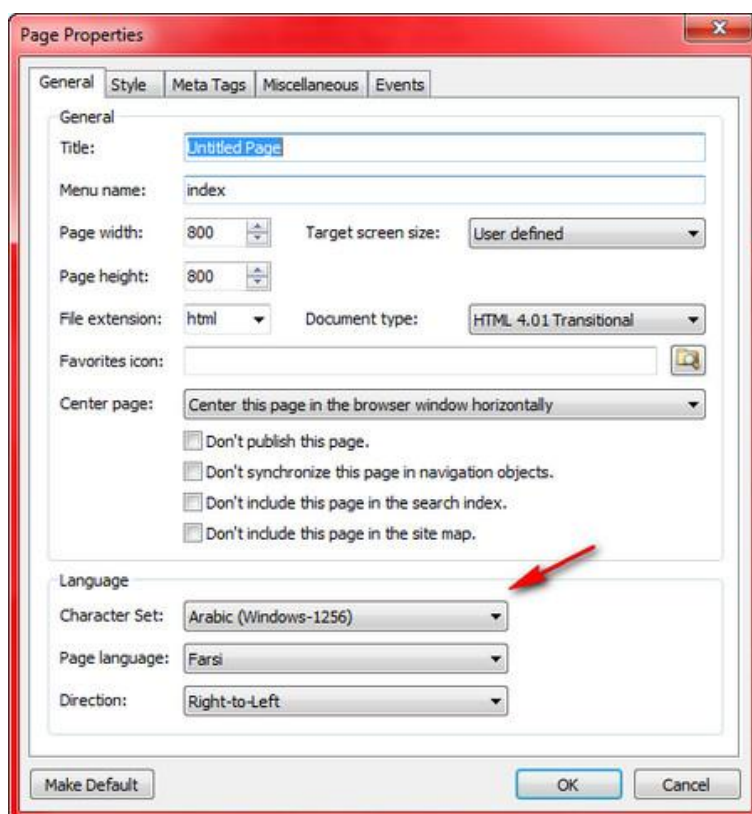 Page Properties
General Style Meta Tags Miscellaneous Events
General
Title: Untitled Page
Menu name: index
Page width: 800 Target screen size: User defined
Page height: 800
File extension: html Document type: HTML 4.01 Transitional
Favorites icon:
Center page: Center this page in the browser window horizontally
Don't publish this page.
Don't synchronize this page in navigation objects.
Don't include this page in the search index.
Don't include this page in the site map.
Language
Character Set: Arabic (Windows-1256)
Page language: Farsi
Direction: Right-to-Left
Make Default OK Cancel